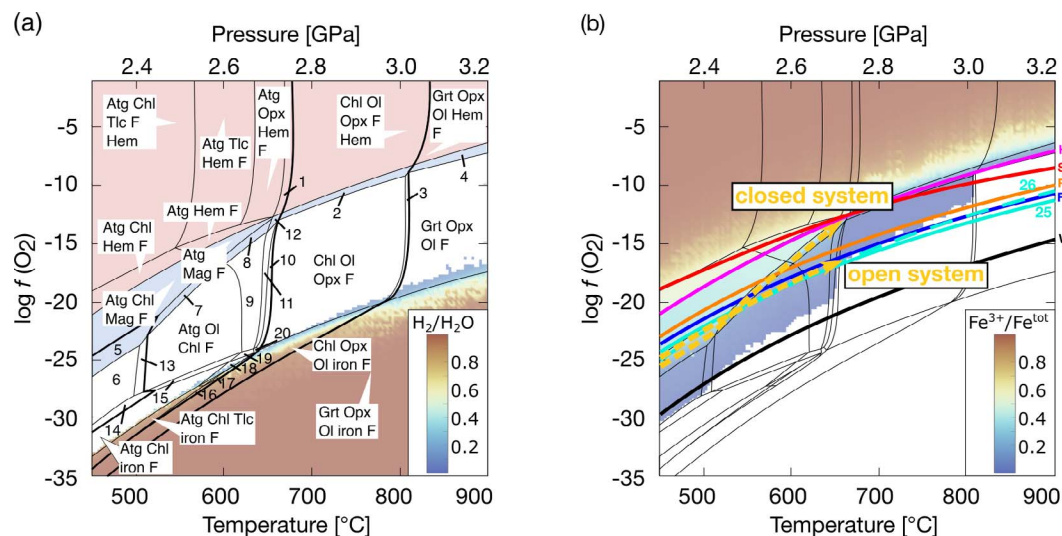 (a)
Pressure [GPa]
2.4 2.6 2.8 3.0 3.2
log f (O₂)
-5
-10
-15
-20
-25
-30
-35
Atg Chl
Tlc F
Hem
Atg Tlc
Hem F
Atg
Opx
Hem
F
Chl Ol
Opx F
Hem
Grt Opx
Ol Hem
F
Atg Hem F
Atg Chl
Hem F
Atg
Mag F
Atg Chl
Mag F
Atg Ol
Chl F
Chl Ol
Opx F
Grt Opx
Ol F
Chl Opx
Ol iron F
Grt Opx
Ol iron F
Atg Chl Tlc
iron F
Atg Chl
iron F
1
2
3
4
5
6
7
8
9
10
11
12
13
14
15
16
17
18
19
20
H₂/H₂O
0.8
0.6
0.4
0.2
500 600 700 800 900
Temperature [°C]
(b)
Pressure [GPa]
2.4 2.6 2.8 3.0 3.2
log f (O₂)
-5
-10
-15
-20
-25
-30
-35
closed system
open system
26
25
Fe³⁺/Feᵗᵒᵗ
0.8
0.6
0.4
0.2
500 600 700 800 900
Temperature [°C]